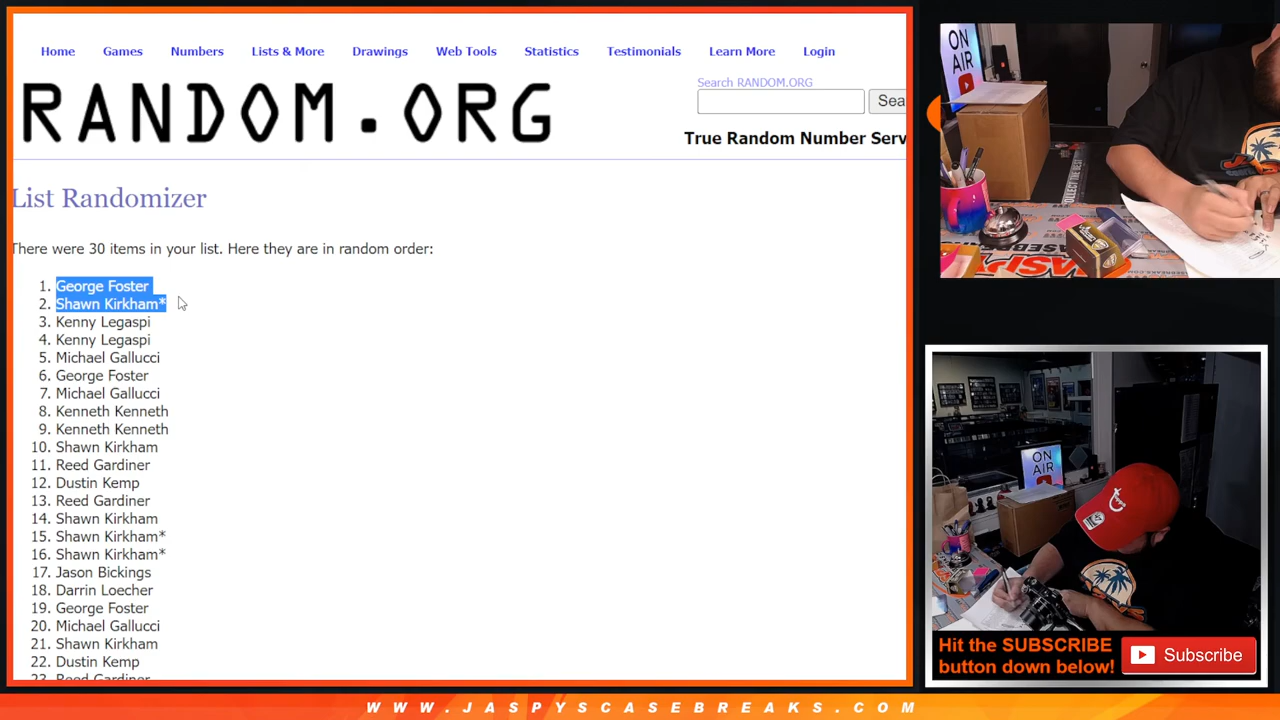 Home Games Numbers Lists & More Drawings Web Tools Statistics Testimonials Learn More Login
Search RANDOM.ORG
RANDOM.ORG
Sea
True Random Number Serv
List Randomizer
There were 30 items in your list. Here they are in random order:
1. George Foster
2. Shawn Kirkham*
3. Kenny Legaspi
4. Kenny Legaspi
5. Michael Gallucci
6. George Foster
7. Michael Gallucci
8. Kenneth Kenneth
9. Kenneth Kenneth
10. Shawn Kirkham
11. Reed Gardiner
12. Dustin Kemp
13. Reed Gardiner
14. Shawn Kirkham
15. Shawn Kirkham*
16. Shawn Kirkham*
17. Jason Bickings
18. Darrin Loecher
19. George Foster
20. Michael Gallucci
21. Shawn Kirkham
22. Dustin Kemp
23. Reed Gardiner
ON
AIR
ON
AIR
Hit the SUBSCRIBE
button down below!
Subscribe
WWW.JASPYSCASEBREAKS.COM